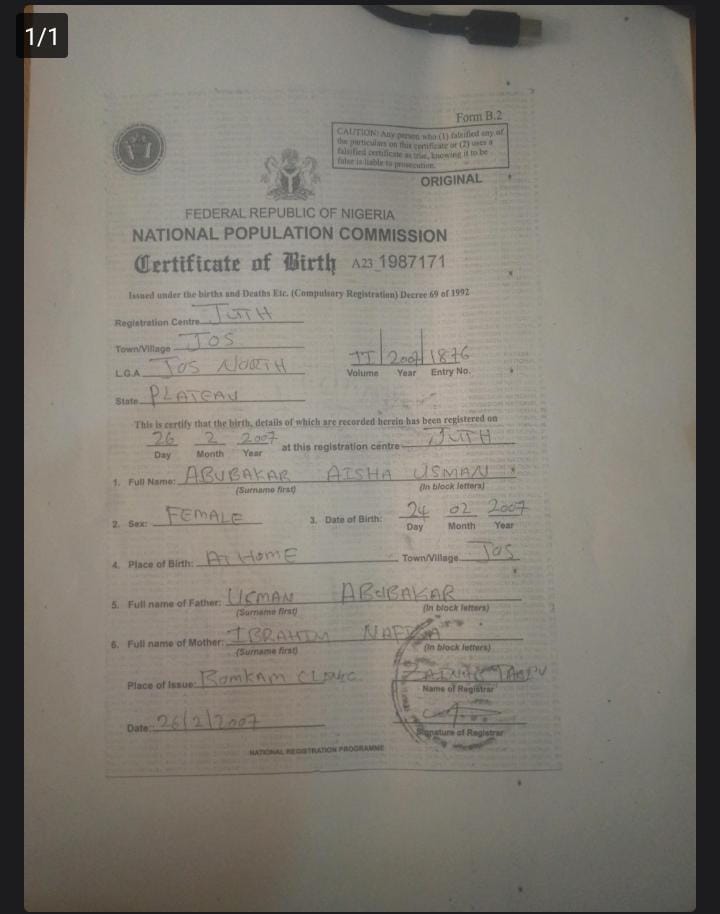 1/1
Form B.2
CAUTION: Any person who (1) falsified any of
the particulars on this certificate or (2) uses a
falsified certificate as true, knowing it to be
false is liable to prosecution.
ORIGINAL
FEDERAL REPUBLIC OF NIGERIA
NATIONAL POPULATION COMMISSION
Certificate of Birth A23 1987171
Issued under the births and Deaths Etc. (Compulsory Registration) Decree 69 of 1992
Registration Centre JUTH
Town/Village JOS
L.G.A JOS NORTH
II 2007 1876
Volume Year Entry No.
State PLATEAU
This is certify that the birth, details of which are recorded herein has been registered on
26 2 2007 at this registration centre JUTH
Day Month Year
1. Full Name: ABUBAKAR AISHA USMAN
(Surname first) (In block letters)
2. Sex: FEMALE 3. Date of Birth: 24 02 2007
Day Month Year
4. Place of Birth: AT HOME Town/Village JOS
5. Full name of Father: USMAN ABUBAKAR
(Surname first) (In block letters)
6. Full name of Mother: IBRAHIM
(Surname first) (In block letters)
Place of Issue: Bomkam CLINIC
Name of Registrar
Date: 26/2/2007
Signature of Registrar
NATIONAL REGISTRATION PROGRAMME